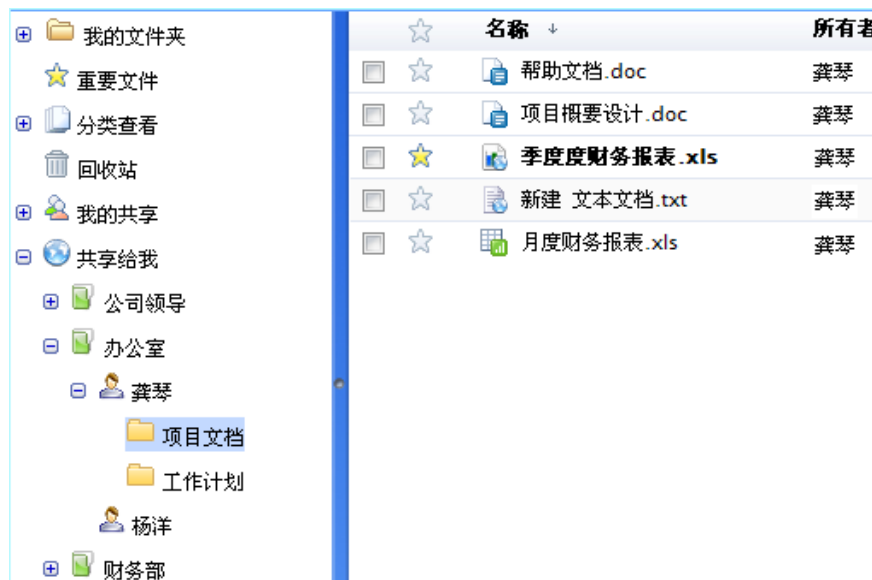 我的文件夹
重要文件
分类查看
回收站
我的共享
共享给我
公司领导
办公室
龚琴
项目文档
工作计划
杨洋
财务部
名称 所有者
帮助文档.doc 龚琴
项目概要设计.doc 龚琴
季度度财务报表.xls 龚琴
新建 文本文档.txt 龚琴
月度财务报表.xls 龚琴